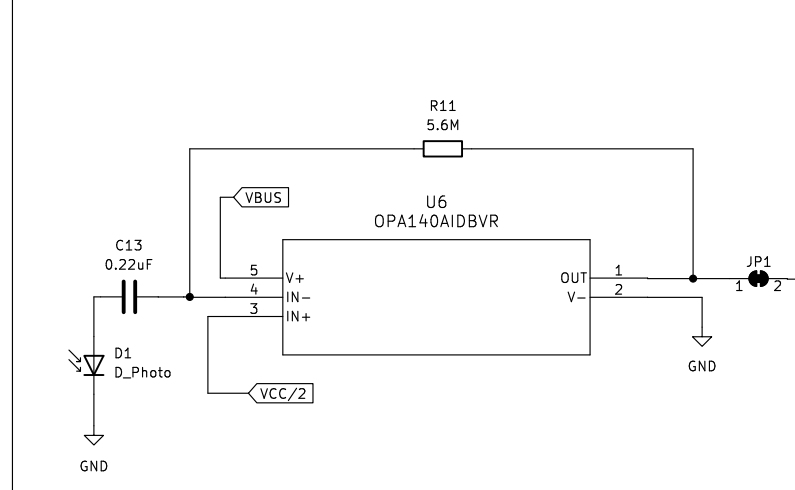 R11
5.6M
VBUS
U6
OPA140AIDBVR
C13
0.22uF
5 V+
4 IN-
3 IN+
OUT 1
V- 2
JP1
1 2
D1
D_Photo
GND
VCC/2
GND